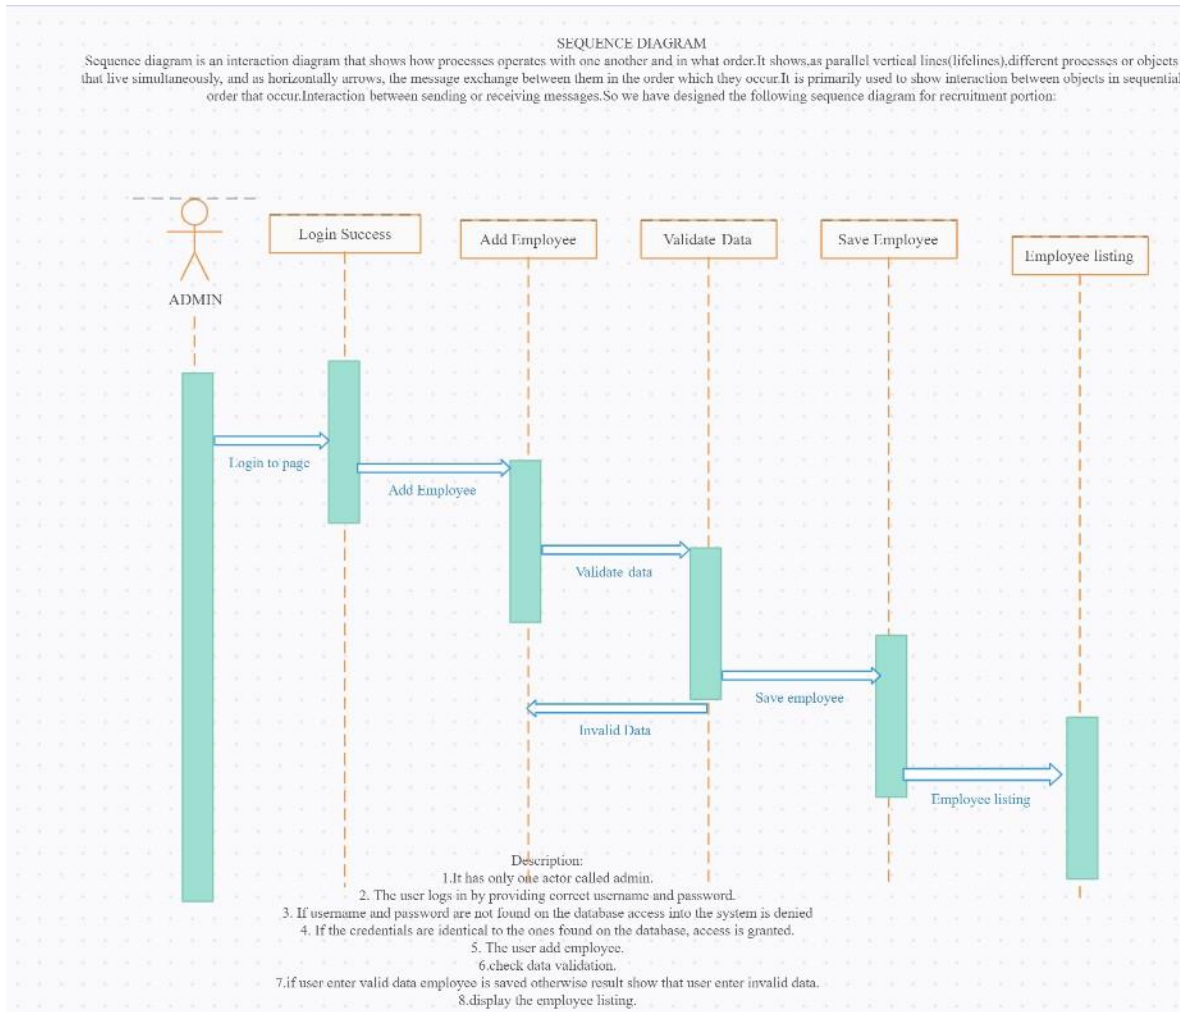 SEQUENCE DIAGRAM
Sequence diagram is an interaction diagram that shows how processes operates with one another and in what order.It shows,as parallel vertical lines(lifelines),different processes or objects
that live simultaneously, and as horizontally arrows, the message exchange between them in the order which they occur.It is primarily used to show interaction between objects in sequential
order that occur.Interaction between sending or receiving messages.So we have designed the following sequence diagram for recruitment portion:
Login Success
Add Employee
Validate Data
Save Employee
Employee listing
ADMIN
Login to page
Add Employee
Validate data
Save employee
Invalid Data
Employee listing
Description:
1.It has only one actor called admin.
2. The user logs in by providing correct username and password.
3. If username and password are not found on the database access into the system is denied
4. If the credentials are identical to the ones found on the database, access is granted.
5. The user add employee.
6.check data validation.
7.if user enter valid data employee is saved otherwise result show that user enter invalid data.
8.display the employee listing.